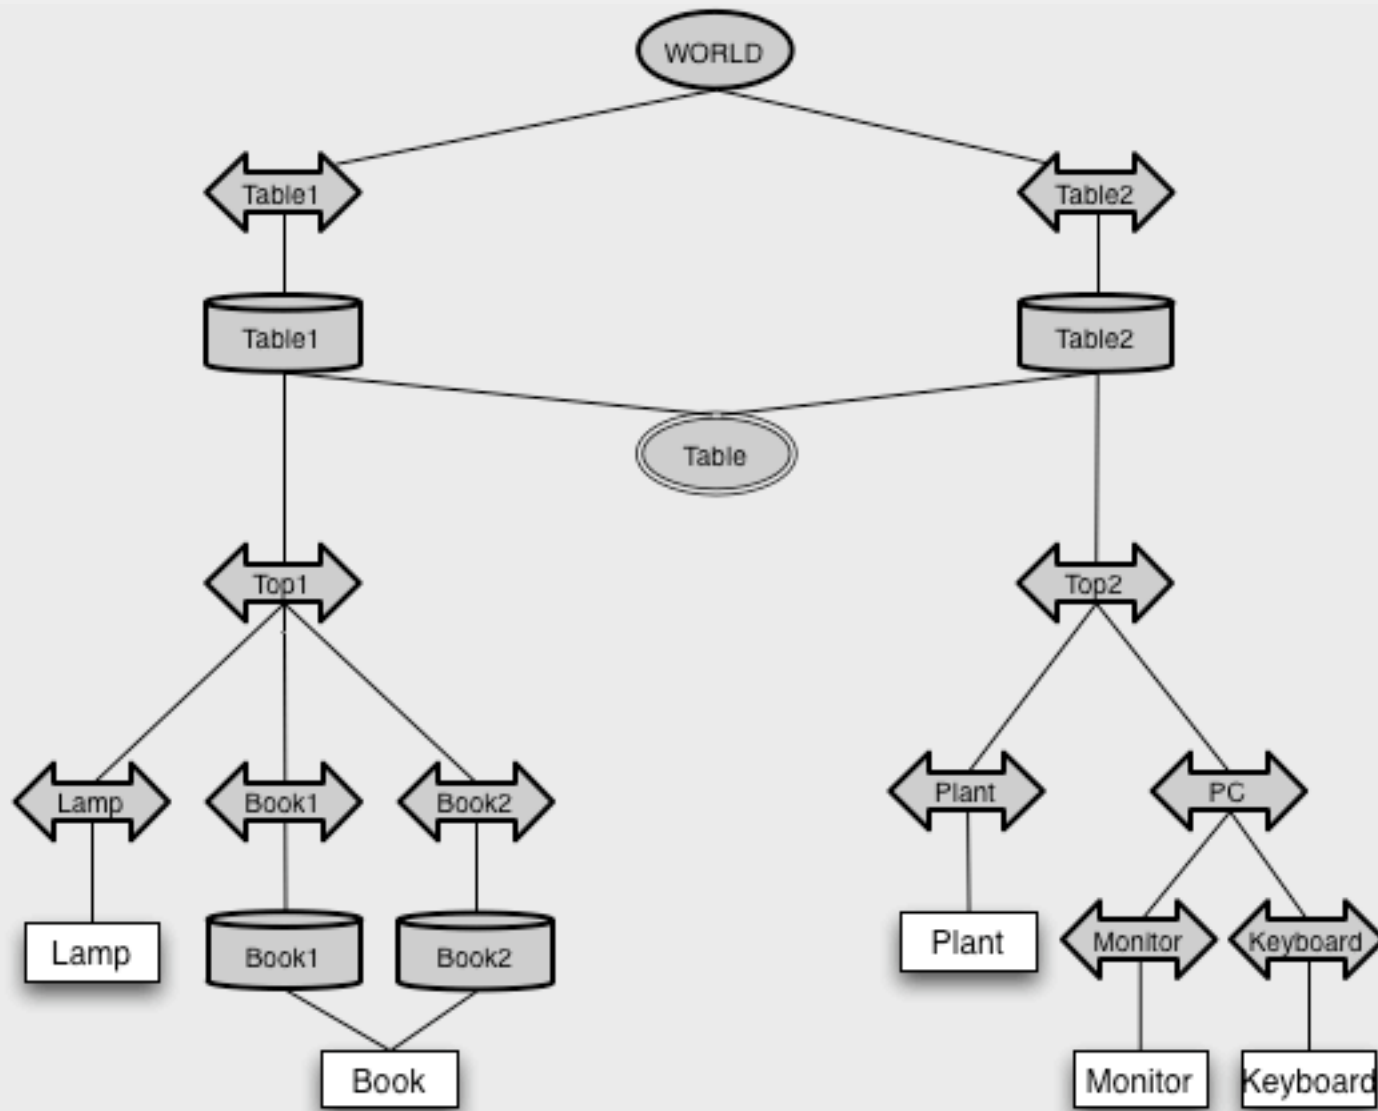 WORLD
Table1
Table2
Table1
Table2
Table
Top1
Top2
Lamp
Book1
Book2
Plant
PC
Lamp
Book1
Book2
Plant
Monitor
Keyboard
Book
Monitor
Keyboard